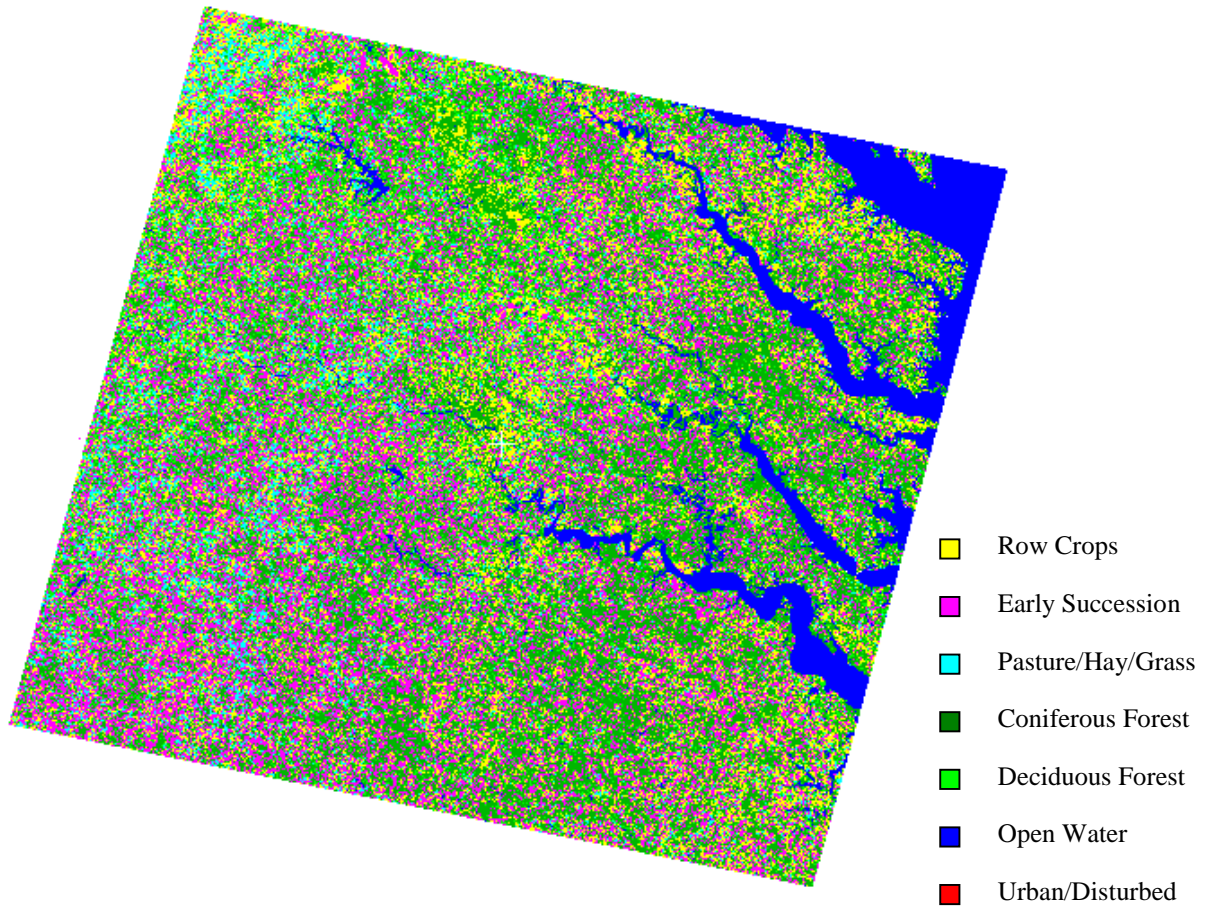 Row Crops
Early Succession
Pasture/Hay/Grass
Coniferous Forest
Deciduous Forest
Open Water
Urban/Disturbed